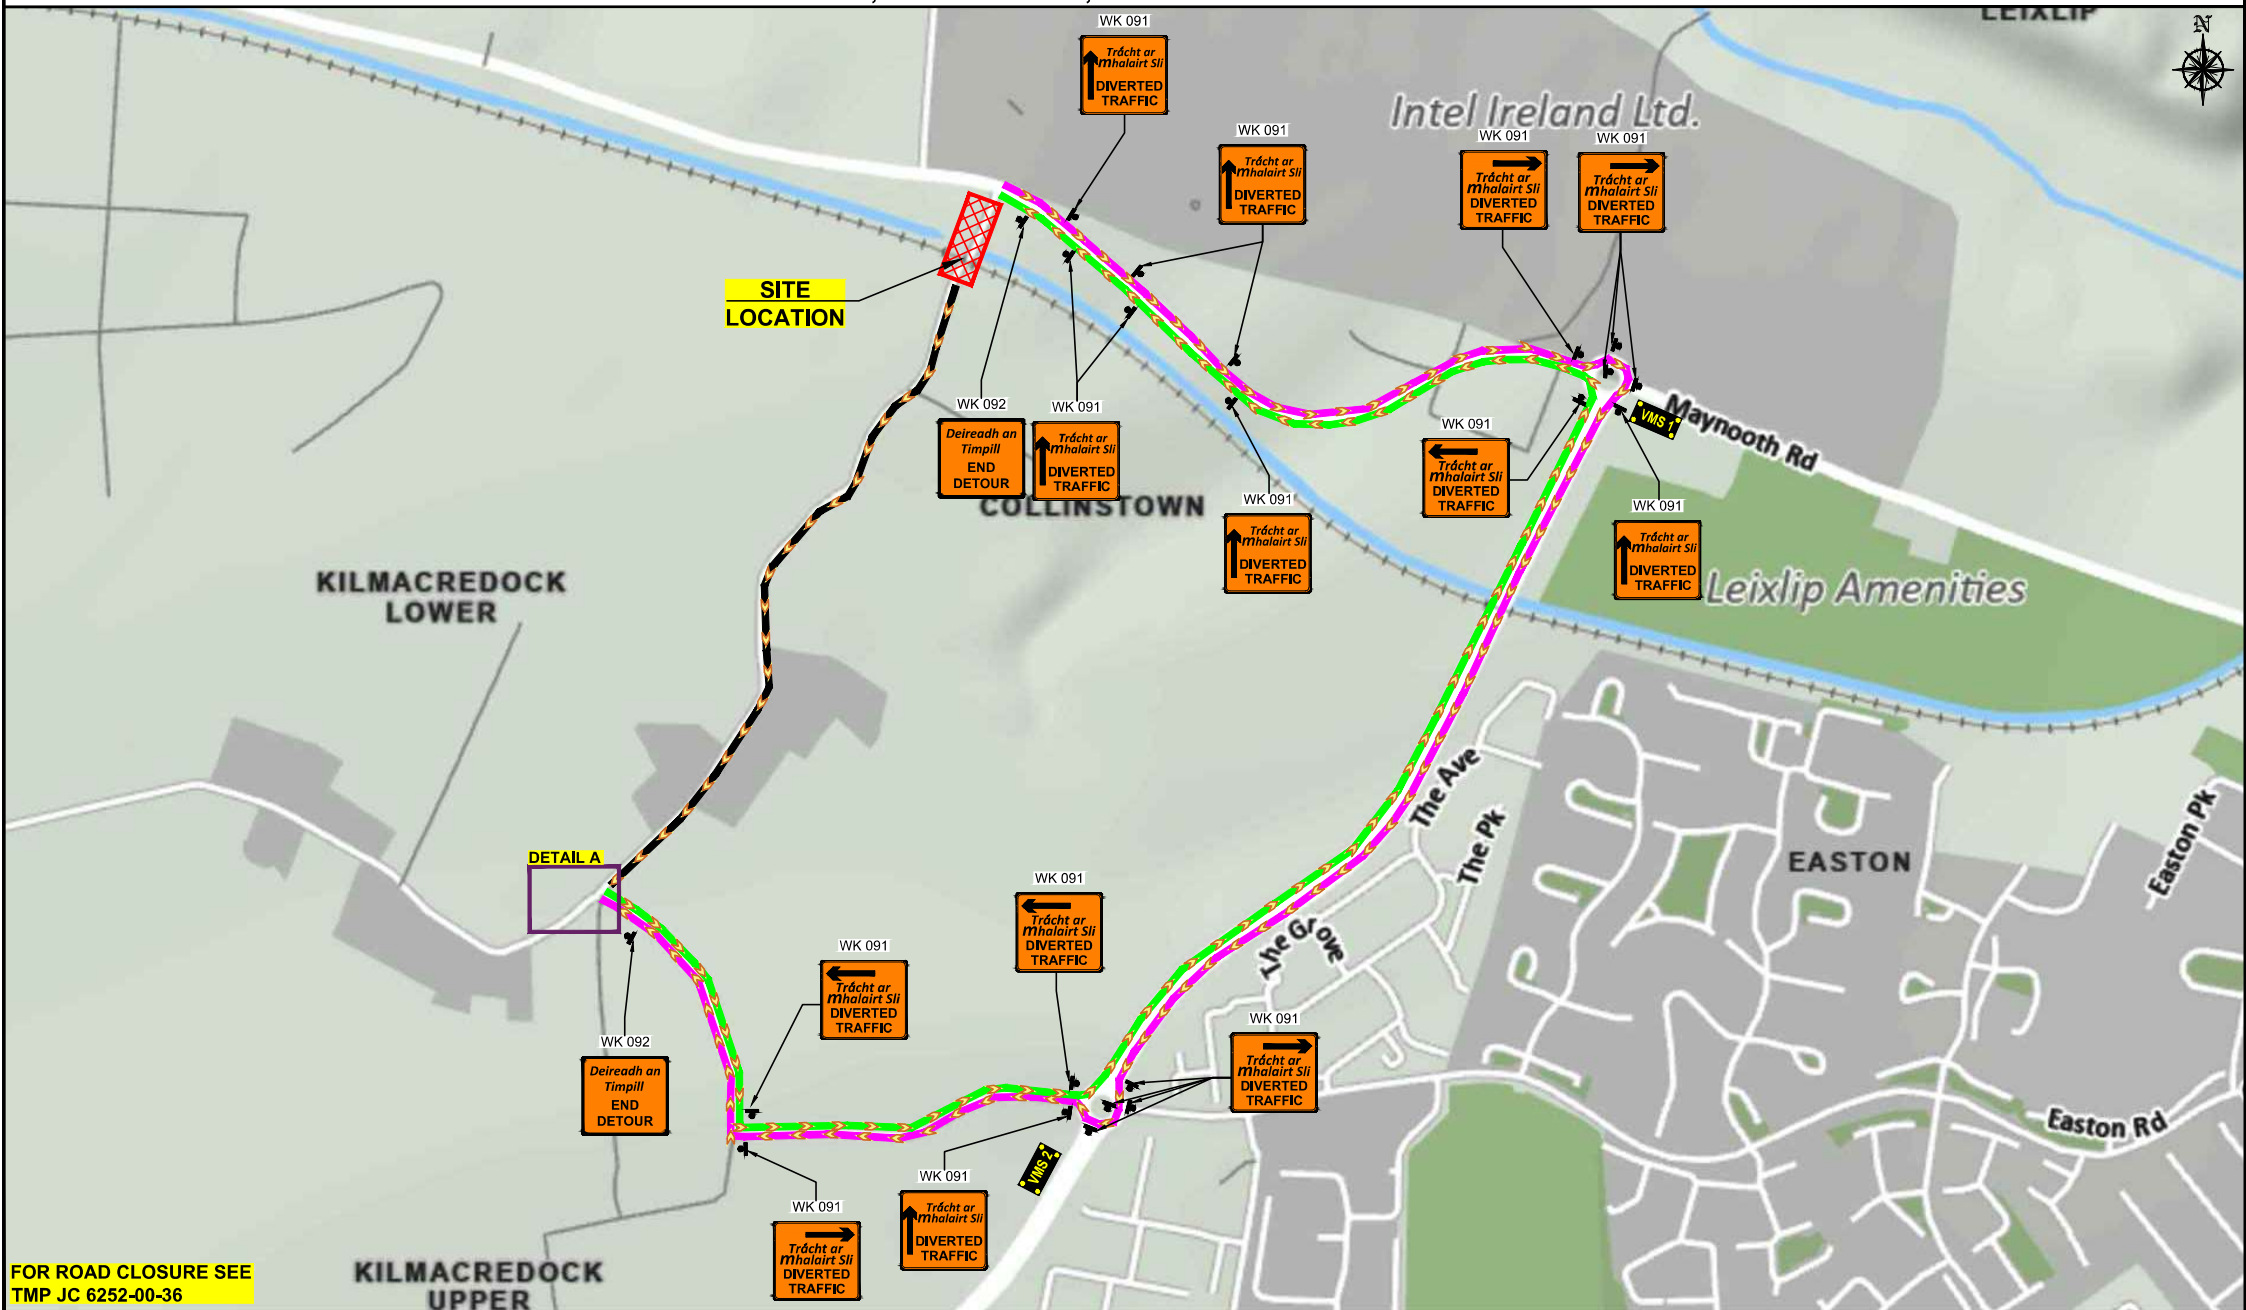 LEIXLIP
N
WK 091
Trácht ar
mhalairt Slí
DIVERTED
TRAFFIC
WK 091
Trácht ar
mhalairt Slí
DIVERTED
TRAFFIC
Intel Ireland Ltd.
WK 091
Trácht ar
mhalairt Slí
DIVERTED
TRAFFIC
WK 091
Trácht ar
mhalairt Slí
DIVERTED
TRAFFIC
SITE
LOCATION
WK 092
Deireadh an
Timpill
END
DETOUR
WK 091
Trácht ar
mhalairt Slí
DIVERTED
TRAFFIC
COLLINSTOWN
WK 091
Trácht ar
mhalairt Slí
DIVERTED
TRAFFIC
WK 091
Trácht ar
mhalairt Slí
DIVERTED
TRAFFIC
VMS 1
Maynooth Rd
WK 091
Trácht ar
mhalairt Slí
DIVERTED
TRAFFIC
Leixlip Amenities
KILMACREDOCK
LOWER
The Ave
The Pk
The Grove
EASTON
Easton Pk
Easton Rd
DETAIL A
WK 091
Trácht ar
mhalairt Slí
DIVERTED
TRAFFIC
WK 091
Trácht ar
mhalairt Slí
DIVERTED
TRAFFIC
WK 092
Deireadh an
Timpill
END
DETOUR
WK 091
Trácht ar
mhalairt Slí
DIVERTED
TRAFFIC
VMS 2
WK 091
Trácht ar
mhalairt Slí
DIVERTED
TRAFFIC
WK 091
Trácht ar
mhalairt Slí
DIVERTED
TRAFFIC
FOR ROAD CLOSURE SEE
TMP JC 6252-00-36
KILMACREDOCK
UPPER